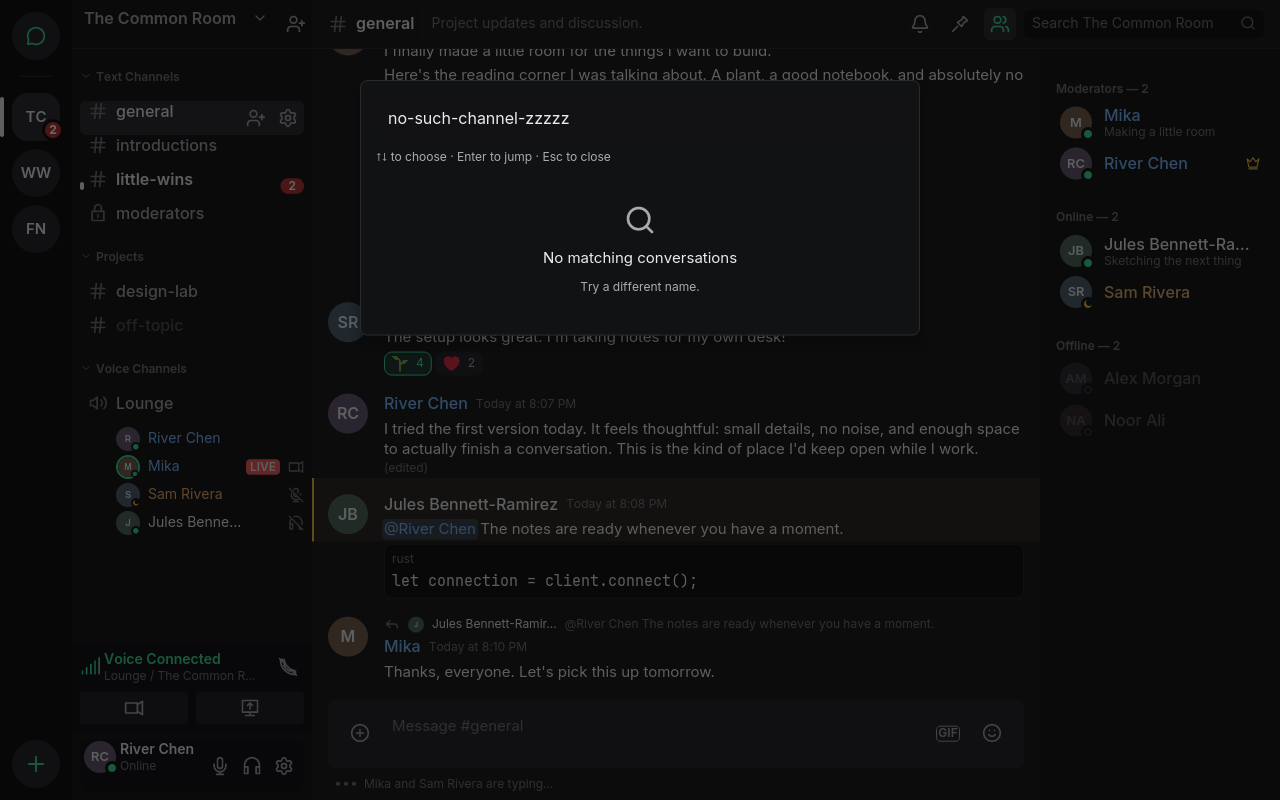 The Common Room
general
Project updates and discussion.
Search The Common Room
TC
2
WW
FN
Text Channels
general
introductions
little-wins
2
moderators
Projects
design-lab
off-topic
Voice Channels
Lounge
R
River Chen
M
Mika
LIVE
S
Sam Rivera
J
Jules Benne...
Voice Connected
Lounge / The Common R...
RC
River Chen
Online
I finally made a little room for the things I want to build.
Here's the reading corner I was talking about. A plant, a good notebook, and absolutely no
no-such-channel-zzzzz
↑↓ to choose · Enter to jump · Esc to close
No matching conversations
Try a different name.
SR
The setup looks great. I'm taking notes for my own desk!
4
2
RC
River Chen
Today at 8:07 PM
I tried the first version today. It feels thoughtful: small details, no noise, and enough space
to actually finish a conversation. This is the kind of place I'd keep open while I work.
(edited)
JB
Jules Bennett-Ramirez
Today at 8:08 PM
@River Chen The notes are ready whenever you have a moment.
rust
let connection = client.connect();
J
Jules Bennett-Ramir...
@River Chen The notes are ready whenever you have a moment.
M
Mika
Today at 8:10 PM
Thanks, everyone. Let's pick this up tomorrow.
Message #general
GIF
Mika and Sam Rivera are typing...
Moderators — 2
M
Mika
Making a little room
RC
River Chen
Online — 2
JB
Jules Bennett-Ra...
Sketching the next thing
SR
Sam Rivera
Offline — 2
AM
Alex Morgan
NA
Noor Ali